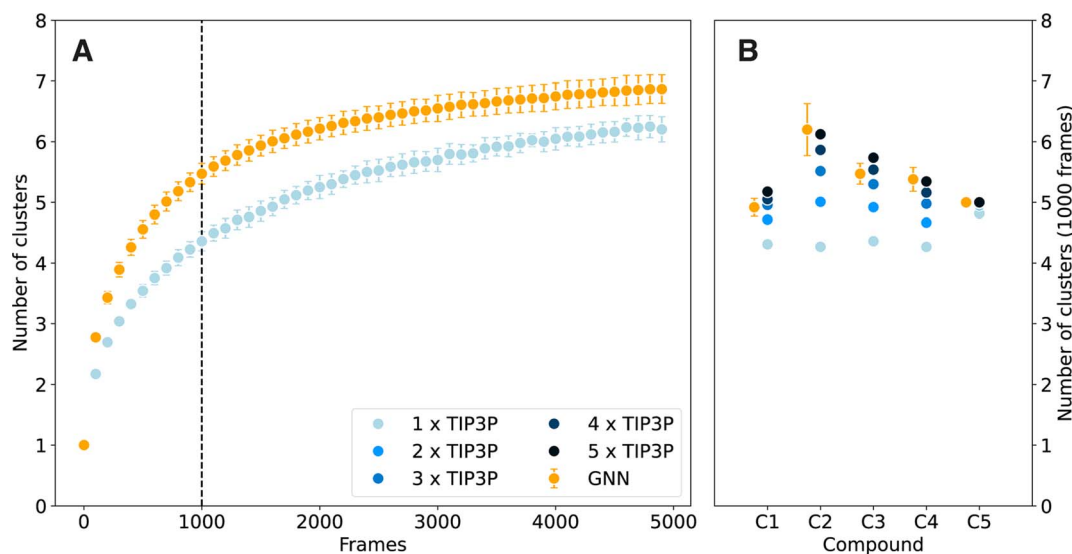 A
B
Number of clusters
8
7
6
5
4
3
2
1
0
0
1000
2000
3000
4000
5000
Frames
1 x TIP3P
2 x TIP3P
3 x TIP3P
4 x TIP3P
5 x TIP3P
GNN
C1
C2
C3
C4
C5
Compound
8
7
6
5
4
3
2
1
0
Number of clusters (1000 frames)